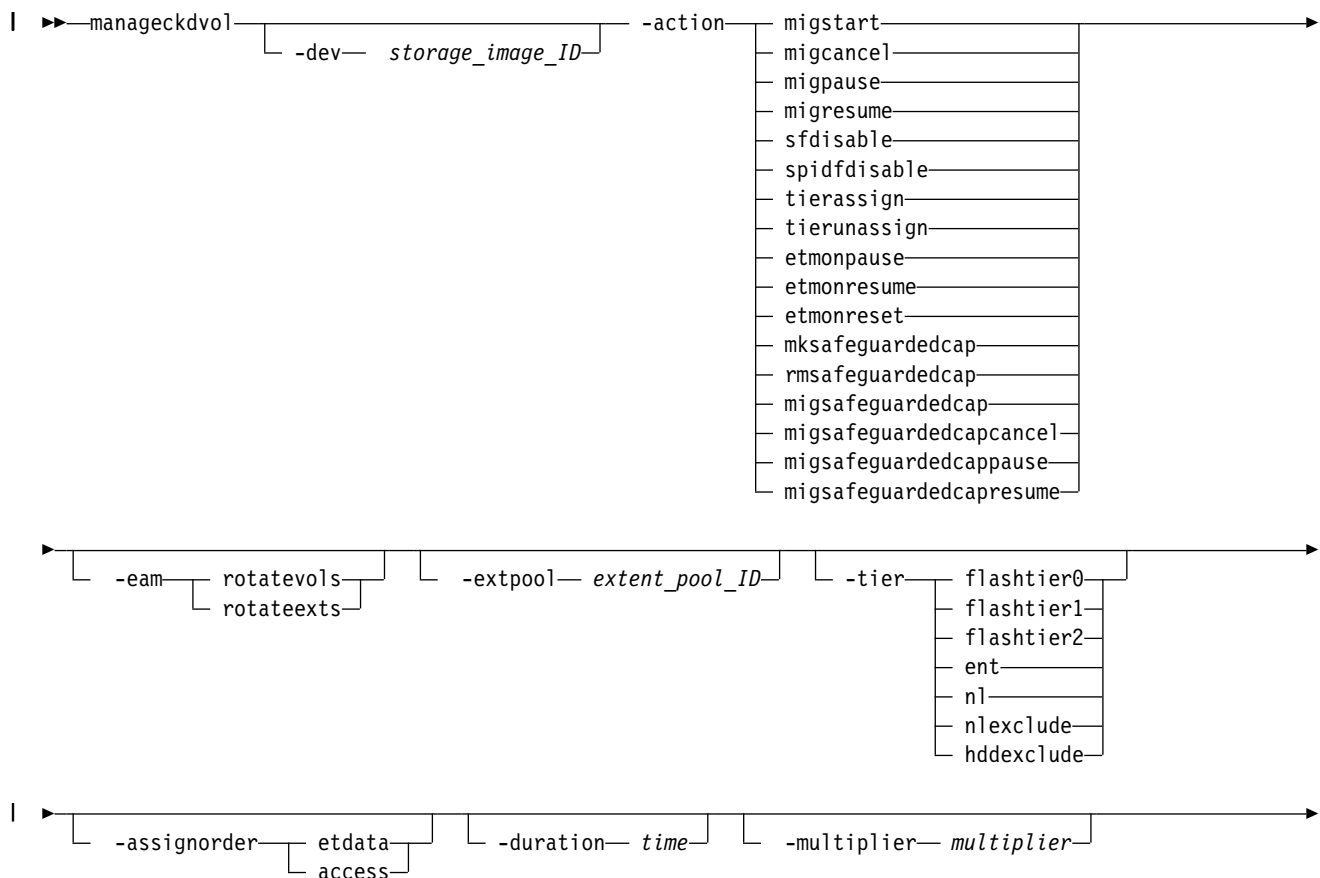 manageckdvol -dev storage_image_ID -action migstart
migcancel
migpause
migresume
sfdisable
spidfdisable
tierassign
tierunassign
etmonpause
etmonresume
etmonreset
mksafeguardedcap
rmsafeguardedcap
migsafeguardedcap
migsafeguardedcapcancel
migsafeguardedcappause
migsafeguardedcapresume
-eam rotatevols -extpool extent_pool_ID -tier flashtier0
rotateexts flashtier1
flashtier2
ent
nl
nlexclude
hddexclude
-assignorder etdata -duration time -multiplier multiplier
access